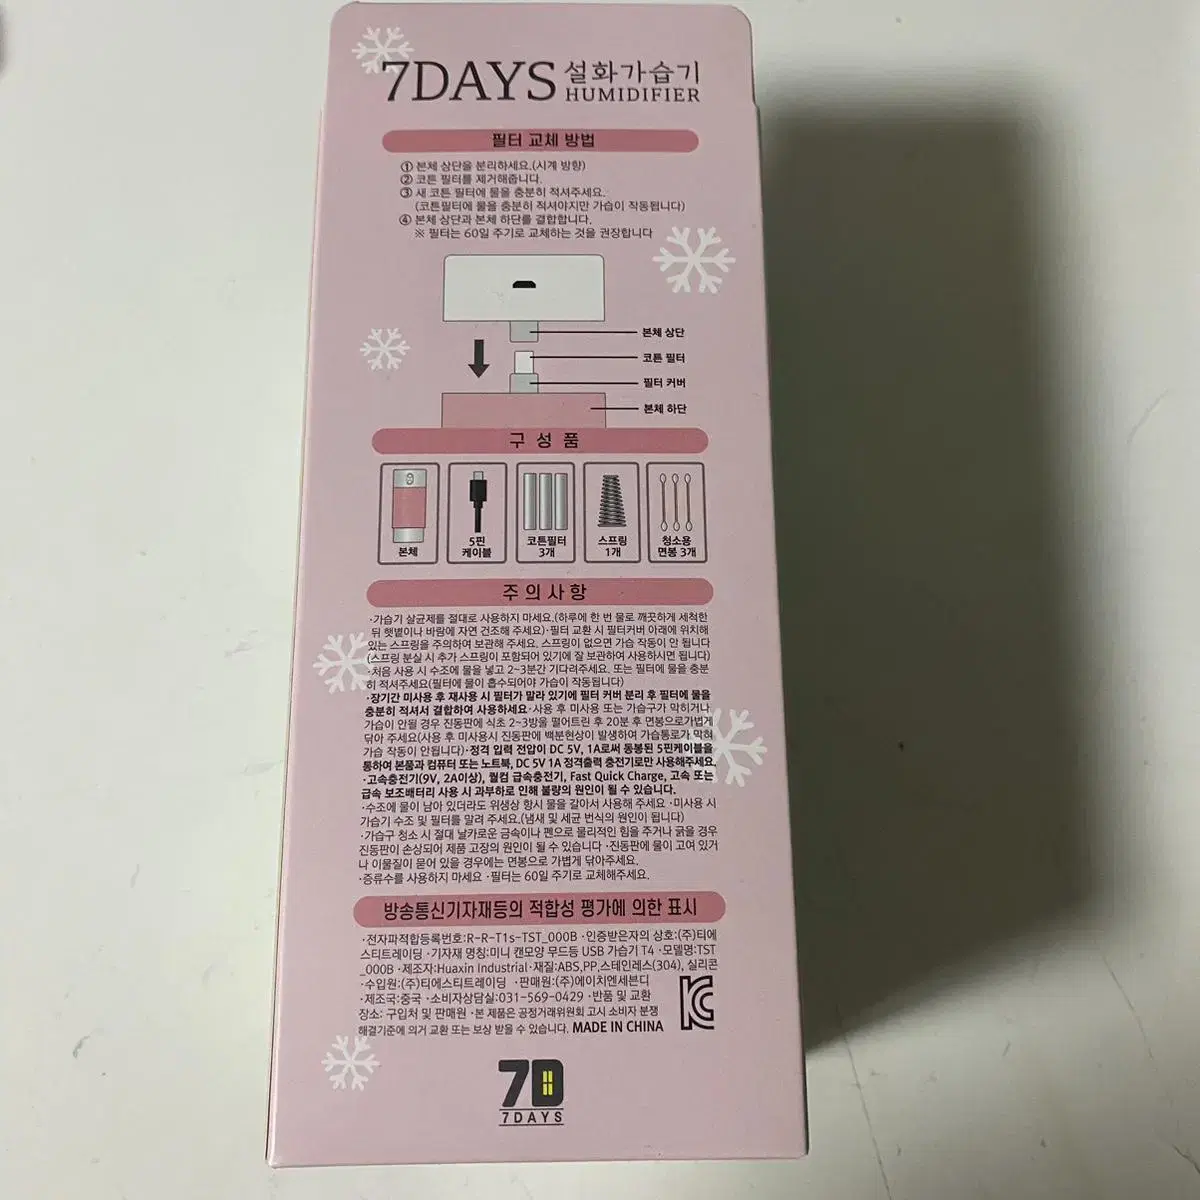 7DAYS 설화가습기
HUMIDIFIER
필터 교체 방법
① 본체 상단을 분리하세요.(시계 방향)
② 코튼 필터를 제거해줍니다.
③ 새 코튼 필터에 물을 충분히 적셔주세요.
(코튼필터에 물을 충분히 적셔야지만 가습이 작동됩니다)
④ 본체 상단과 본체 하단를 결합합니다.
※ 필터는 60일 주기로 교체하는 것을 권장합니다
본체 상단
코튼 필터
필터 커버
본체 하단
구성품
본체
5핀
케이블
코튼필터
3개
스프링
1개
청소용
면봉 3개
주의사항
·가습기 살균제를 절대로 사용하지 마세요.(하루에 한 번 물로 깨끗하게 세척한
뒤 햇볕이나 바람에 자연 건조해 주세요)·필터 교환 시 필터커버 아래에 위치해
있는 스프링을 주의하여 보관해 주세요. 스프링이 없으면 가습 작동이 안 됩니다
(스프링 분실 시 추가 스프링이 포함되어 있기에 잘 보관하여 사용하시면 됩니다)
·처음 사용 시 수조에 물을 넣고 2~3분간 기다려주세요. 또는 필터에 물을 충분
히 적셔주세요(필터에 물이 흡수되어야 가습이 작동됩니다)
·장기간 미사용 후 재사용 시 필터가 말라 있기에 필터 커버 분리 후 필터에 물을
충분히 적셔서 결합하여 사용하세요·사용 후 미사용 또는 가습구가 막히거나
가습이 안될 경우 진동판에 식초 2~3방울 떨어트린 후 20분 후 면봉으로가볍게
닦아 주세요(사용 후 미사용시 진동판에 백분현상이 발생하여 가습통로가 막혀
가습 작동이 안됩니다)·정격 입력 전압이 DC 5V, 1A로써 동봉된 5핀케이블을
통하여 본품과 컴퓨터 또는 노트북, DC 5V 1A 정격출력 충전기로만 사용해주세요.
·고속충전기(9V, 2A이상), 퀄컴 급속충전기, Fast Quick Charge, 고속 또는
급속 보조배터리 사용 시 과부하로 인해 불량의 원인이 될 수 있습니다.
·수조에 물이 남아 있더라도 위생상 항시 물을 갈아서 사용해 주세요 ·미사용 시
가습기 수조 및 필터를 말려 주세요.(냄새 및 세균 번식의 원인이 됩니다)
·가습구 청소 시 절대 날카로운 금속이나 펜으로 물리적인 힘을 주거나 긁을 경우
진동판이 손상되어 제품 고장의 원인이 될 수 있습니다 ·진동판에 물이 고여 있거
나 이물질이 묻어 있을 경우에는 면봉으로 가볍게 닦아주세요.
·증류수를 사용하지 마세요 ·필터는 60일 주기로 교체해주세요.
방송통신기자재등의 적합성 평가에 의한 표시
·전자파적합등록번호:R-R-T1s-TST_000B ·인증받은자의 상호:(주)티에
스티트레이딩 ·기자재 명칭:미니 캔모양 무드등 USB 가습기 T4 ·모델명:TST
_000B ·제조자:Huaxin Industrial ·재질:ABS,PP,스테인레스(304), 실리콘
·수입원:(주)티에스티트레이딩 ·판매원:(주)에이치엔세븐디
·제조국:중국 ·소비자상담실:031-569-0429 ·반품 및 교환
장소: 구입처 및 판매원 ·본 제품은 공정거래위원회 고시 소비자 분쟁
해결기준에 의거 교환 또는 보상 받을 수 있습니다. MADE IN CHINA
7D
7DAYS